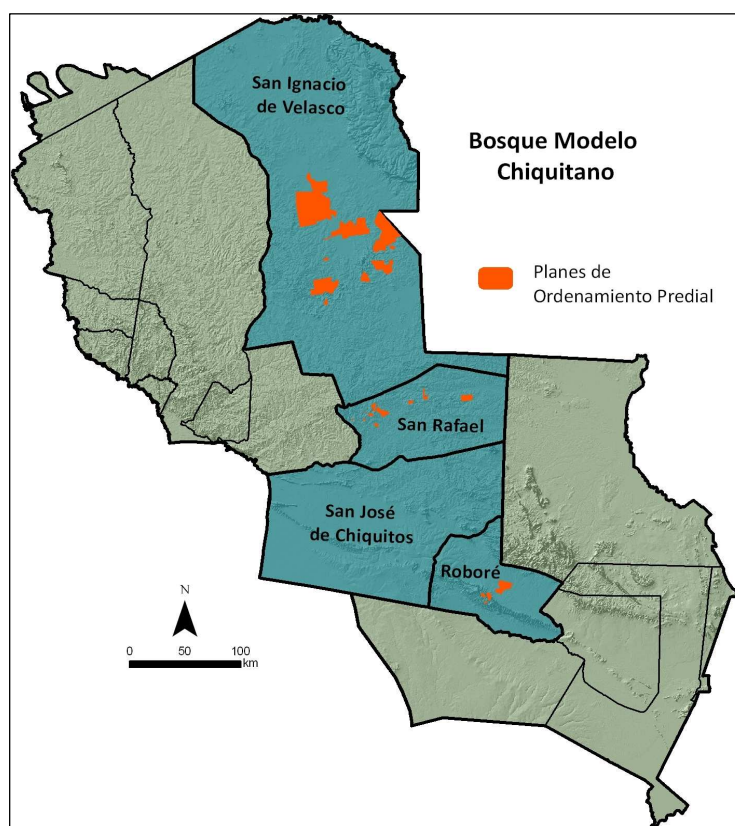 San Ignacio
de Velasco
Bosque Modelo
Chiquitano
Planes de
Ordenamiento Predial
San Rafael
San José
de Chiquitos
Roboré
N
0 50 100
km